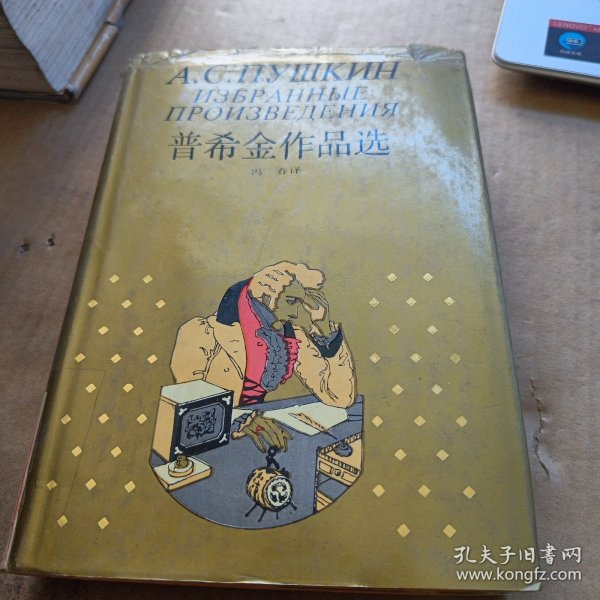 А.С.ПУШКИН
ИЗБРАННЫЕ
ПРОИЗВЕДЕНИЯ
普希金作品选
冯 春译
LENOVO
孔夫子旧书网
www.kongfz.com